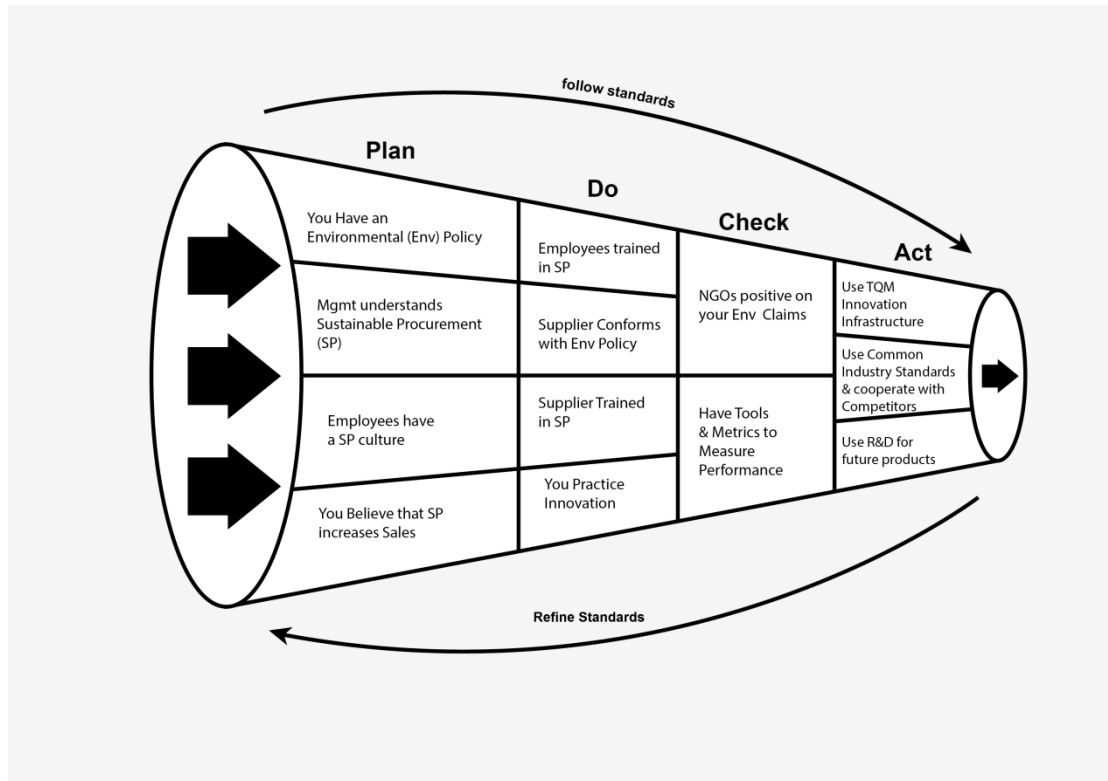 follow standards
Plan
Do
Check
Act
You Have an
Environmental (Env) Policy
Mgmt understands
Sustainable Procurement
(SP)
Employees have
a SP culture
You Believe that SP
increases Sales
Employees trained
in SP
Supplier Conforms
with Env Policy
Supplier Trained
in SP
You Practice
Innovation
NGOs positive on
your Env Claims
Have Tools
& Metrics to
Measure
Performance
Use TQM
Innovation
Infrastructure
Use Common
Industry Standards
& cooperate with
Competitors
Use R&D for
future products
Refine Standards